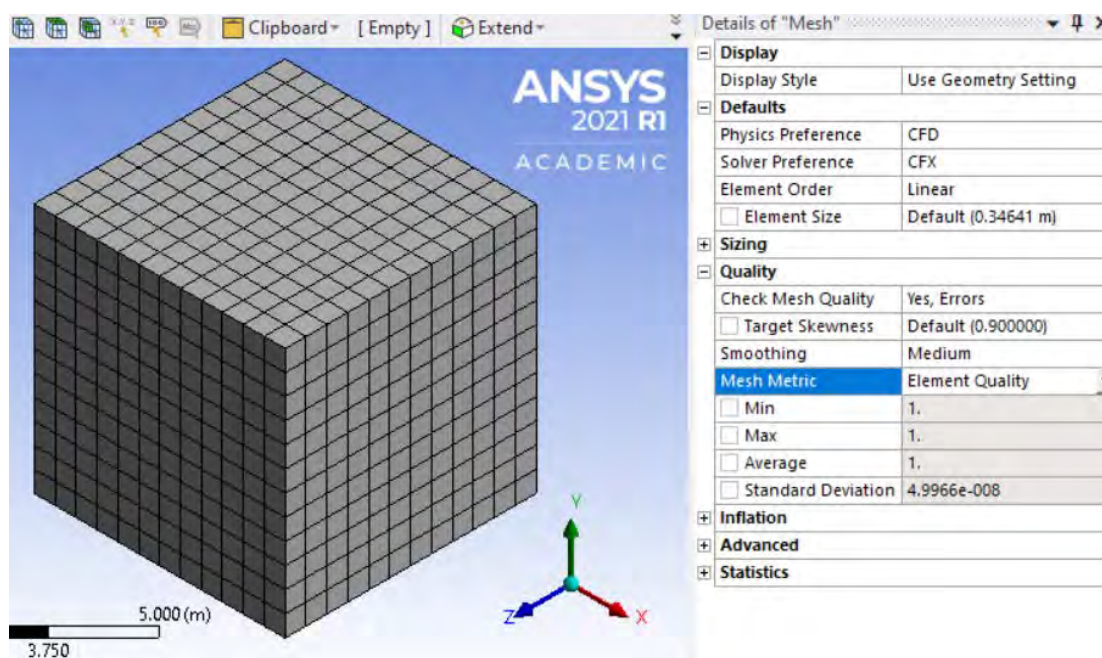 Clipboard [ Empty ] Extend
ANSYS
2021 R1
ACADEMIC
Y
Z
X
5.000 (m)
3.750
Details of "Mesh"
Display
Display Style Use Geometry Setting
Defaults
Physics Preference CFD
Solver Preference CFX
Element Order Linear
Element Size Default (0.34641 m)
Sizing
Quality
Check Mesh Quality Yes, Errors
Target Skewness Default (0.900000)
Smoothing Medium
Mesh Metric Element Quality
Min 1.
Max 1.
Average 1.
Standard Deviation 4.9966e-008
Inflation
Advanced
Statistics